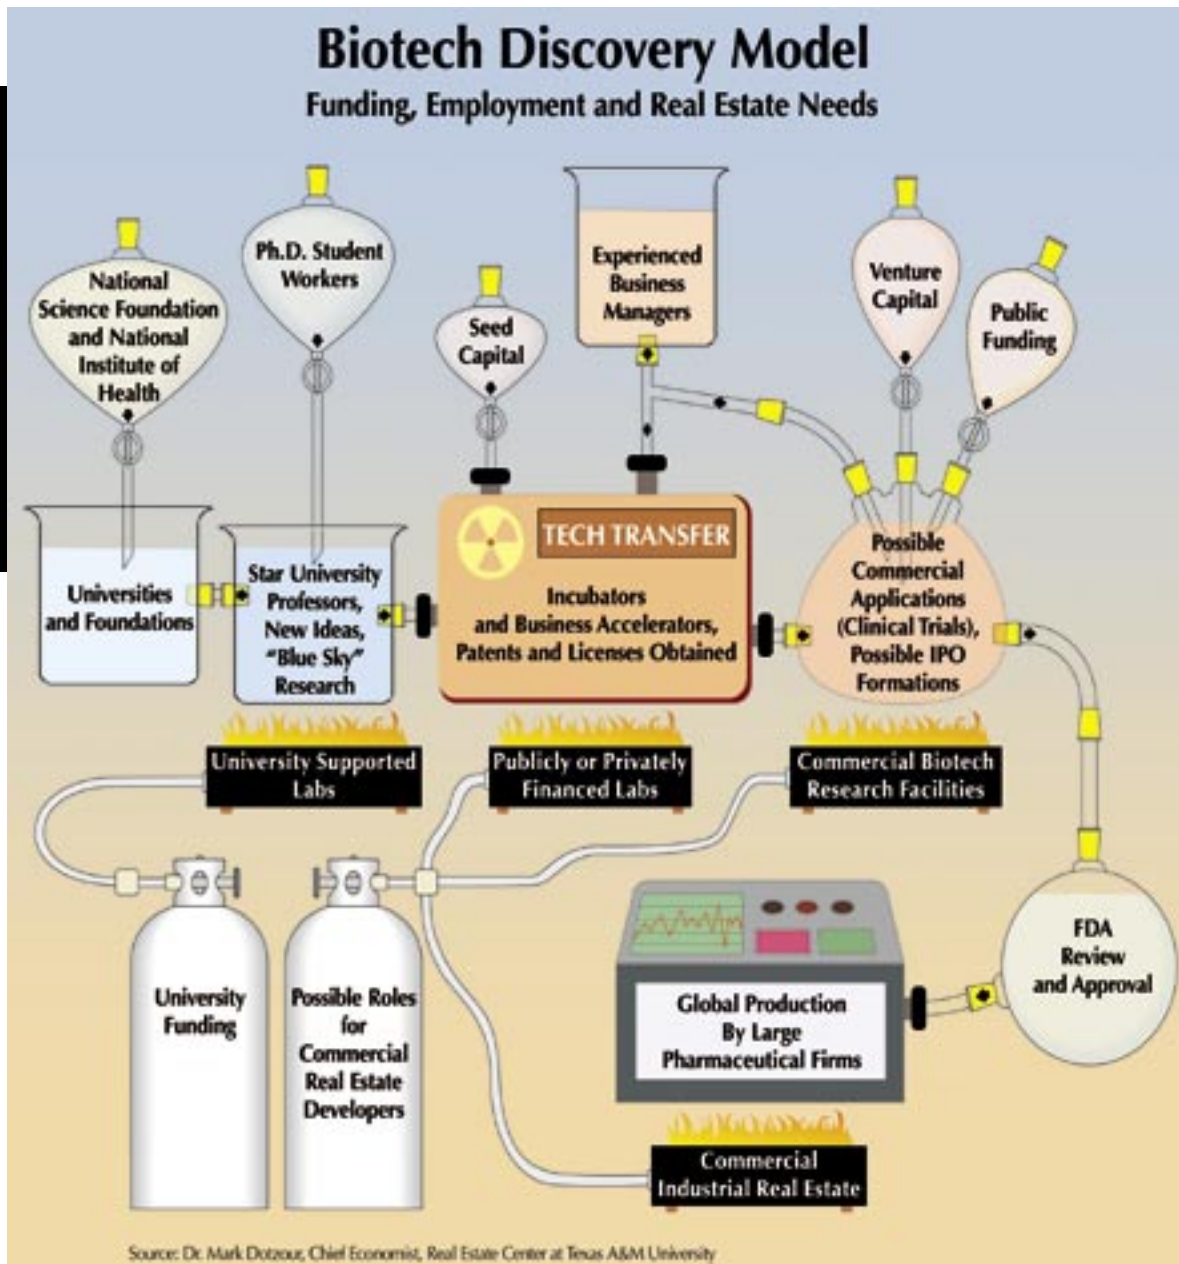 Biotech Discovery Model
Funding, Employment and Real Estate Needs
National
Science Foundation
and National
Institute of
Health
Ph.D. Student
Workers
Seed
Capital
Experienced
Business
Managers
Venture
Capital
Public
Funding
Universities
and Foundations
Star University
Professors,
New Ideas,
"Blue Sky"
Research
TECH TRANSFER
Incubators
and Business Accelerators,
Patents and Licenses Obtained
Possible
Commercial
Applications
(Clinical Trials),
Possible IPO
Formations
University Supported
Labs
Publicly or Privately
Financed Labs
Commercial Biotech
Research Facilities
University
Funding
Possible Roles
for
Commercial
Real Estate
Developers
Global Production
By Large
Pharmaceutical Firms
FDA
Review
and Approval
Commercial
Industrial Real Estate
Source: Dr. Mark Dotzour, Chief Economist, Real Estate Center at Texas A&M University